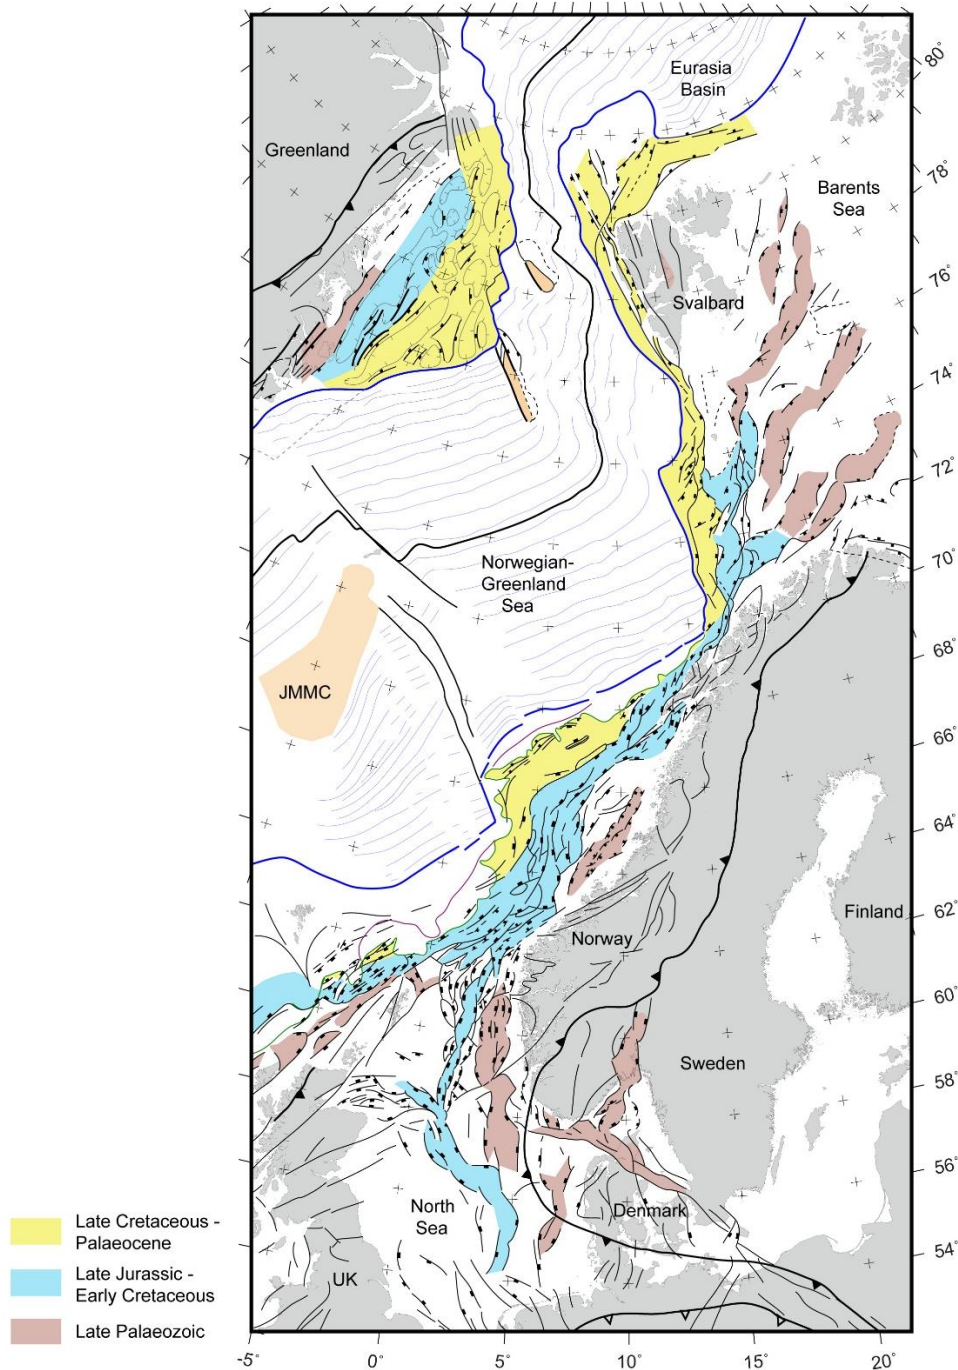 80°
Eurasia
Basin
Greenland
78°
Barents
Sea
76°
Svalbard
74°
72°
70°
Norwegian-
Greenland
Sea
68°
JMMC
66°
64°
Finland
62°
Norway
60°
Sweden
58°
56°
North
Sea
Denmark
54°
UK
Late Cretaceous -
Palaeocene
Late Jurassic -
Early Cretaceous
Late Palaeozoic
-5° 0° 5° 10° 15° 20°